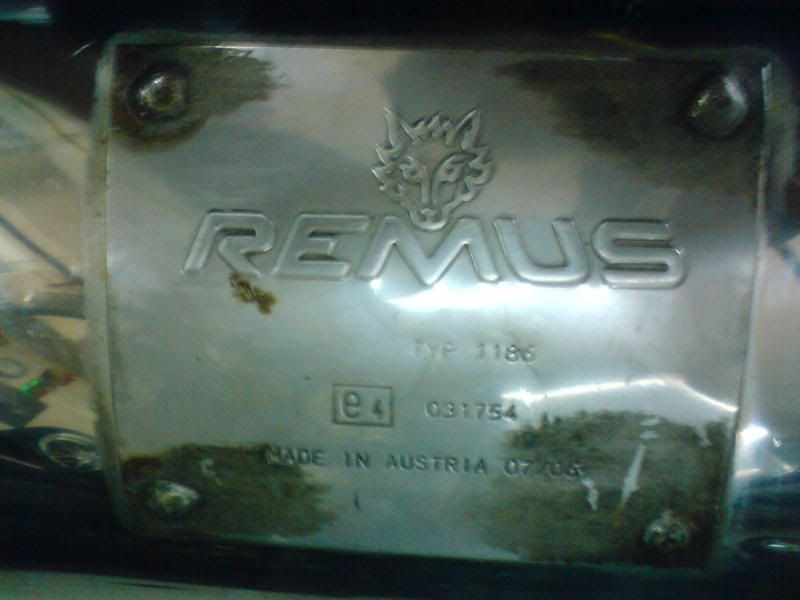 REMUS
TYP 1186
e4 031754
MADE IN AUSTRIA 07/06